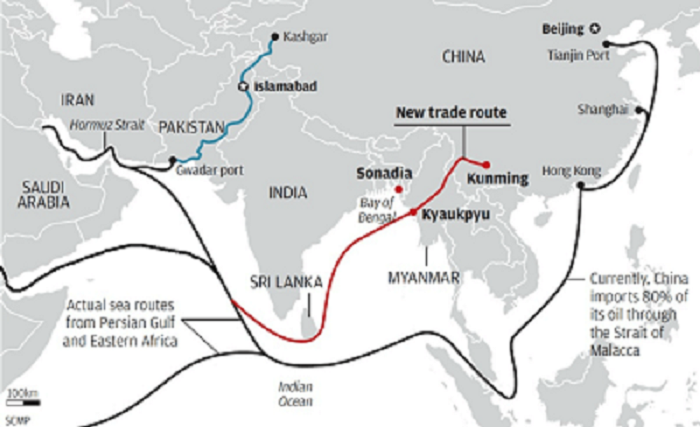 Beijing
Tianjin Port
Kashgar
CHINA
Islamabad
IRAN
Hormuz Strait
PAKISTAN
New trade route
Shanghai
Gwadar port
SAUDI
ARABIA
INDIA
Sonadia
Kunming
Hong Kong
Bay of
Bengal
Kyaukpyu
SRI LANKA
MYANMAR
Currently, China
imports 80% of
its oil through
the Strait of
Malacca
Actual sea routes
from Persian Gulf
and Eastern Africa
Indian
Ocean
100km
SCMP